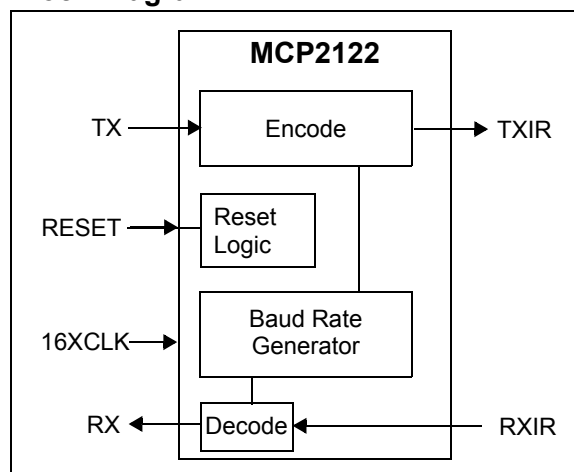 MCP2122
TX
Encode
TXIR
RESET
Reset
Logic
16XCLK
Baud Rate
Generator
RX
Decode
RXIR